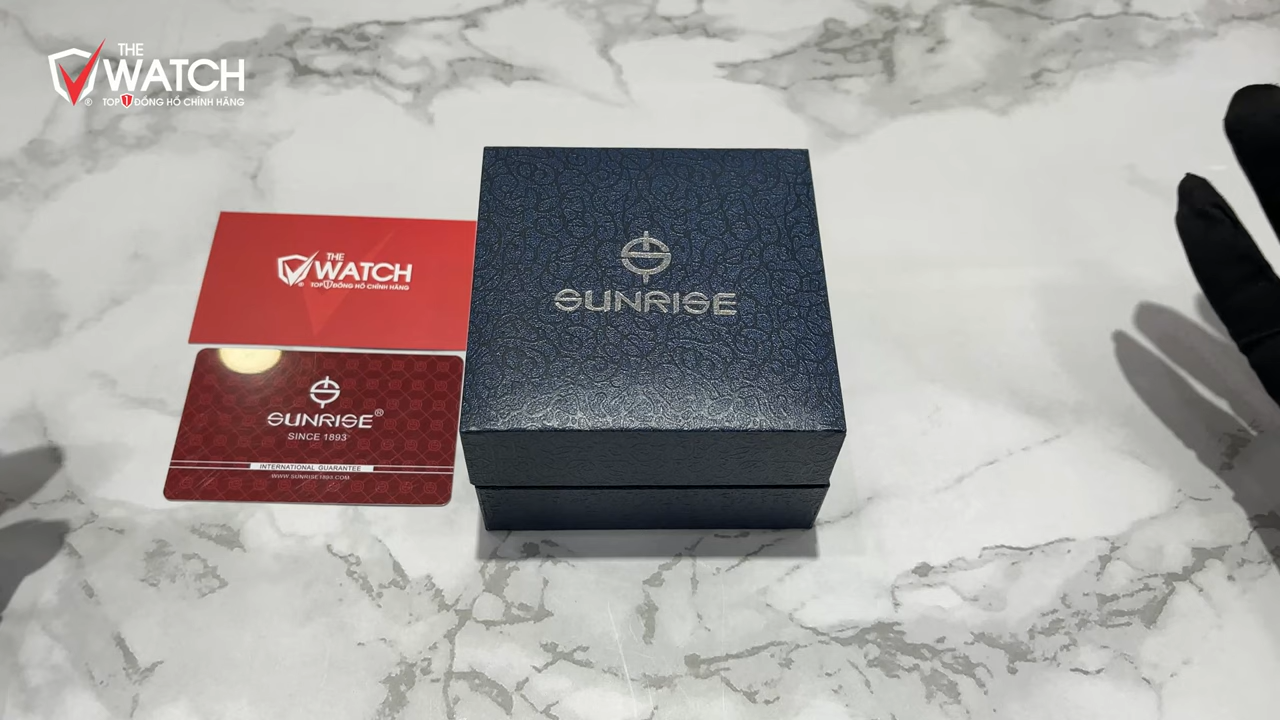 THE
WATCH
®
TOP 1 ĐỒNG HỒ CHÍNH HÃNG
THE
WATCH
®
TOP 1 ĐỒNG HỒ CHÍNH HÃNG
SUNRISE
SUNRISE®
SINCE 1893
INTERNATIONAL GUARANTEE
WWW.SUNRISE1893.COM